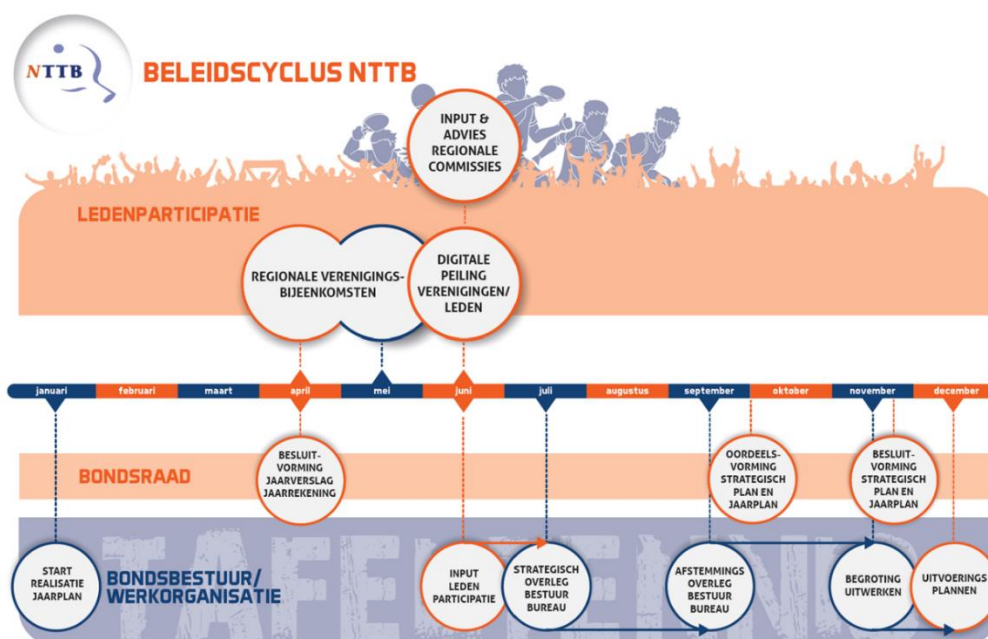 NTTB
BELEIDSCYCLUS NTTB
INPUT &
ADVIES
REGIONALE
COMMISSIES
LEDENPARTICIPATIE
REGIONALE VERENIGINGS-
BIJEENKOMSTEN
DIGITALE
PEILING
VERENIGINGEN/
LEDEN
januari februari maart april mei juni juli augustus september oktober november december
BONDSRAAD
BESLUIT-
VORMING
JAARVERSLAG
JAARREKENING
OORDEELS-
VORMING
STRATEGISCH
PLAN EN
JAARPLAN
BESLUIT-
VORMING
STRATEGISCH
PLAN EN
JAARPLAN
TAFELTENNIS
START
REALISATIE
JAARPLAN
BONDSBESTUUR/
WERKORGANISATIE
INPUT
LEDEN
PARTICIPATIE
STRATEGISCH
OVERLEG
BESTUUR
BUREAU
AFSTEMMINGS
OVERLEG
BESTUUR
BUREAU
BEGROTING
UITWERKEN
UITVOERINGS
PLANNEN